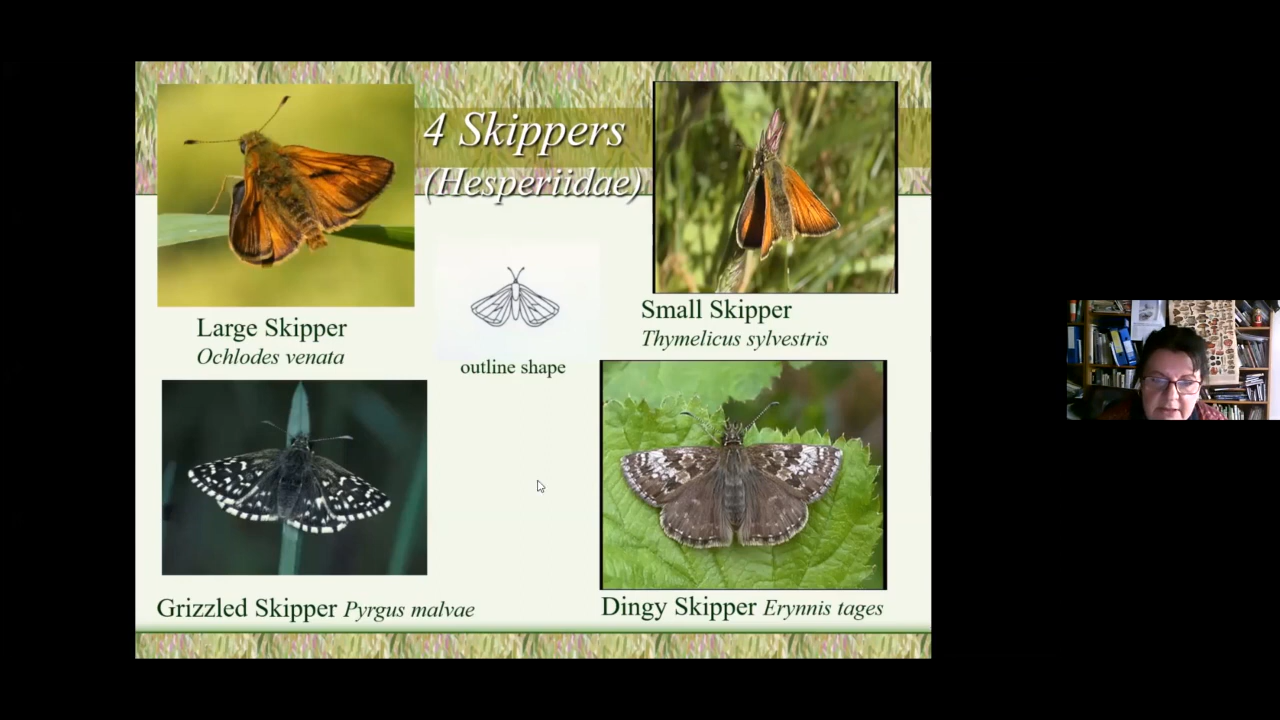 4 Skippers
(Hesperiidae)
Large Skipper
Ochlodes venata
Small Skipper
Thymelicus sylvestris
outline shape
Grizzled Skipper Pyrgus malvae
Dingy Skipper Erynnis tages